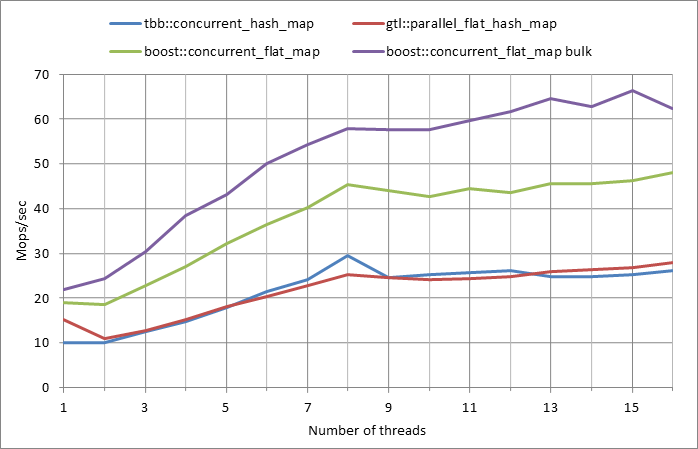 tbb::concurrent_hash_map gtl::parallel_flat_hash_map
boost::concurrent_flat_map boost::concurrent_flat_map bulk
70
60
50
40
30
20
10
0
Mops/sec
1 3 5 7 9 11 13 15
Number of threads